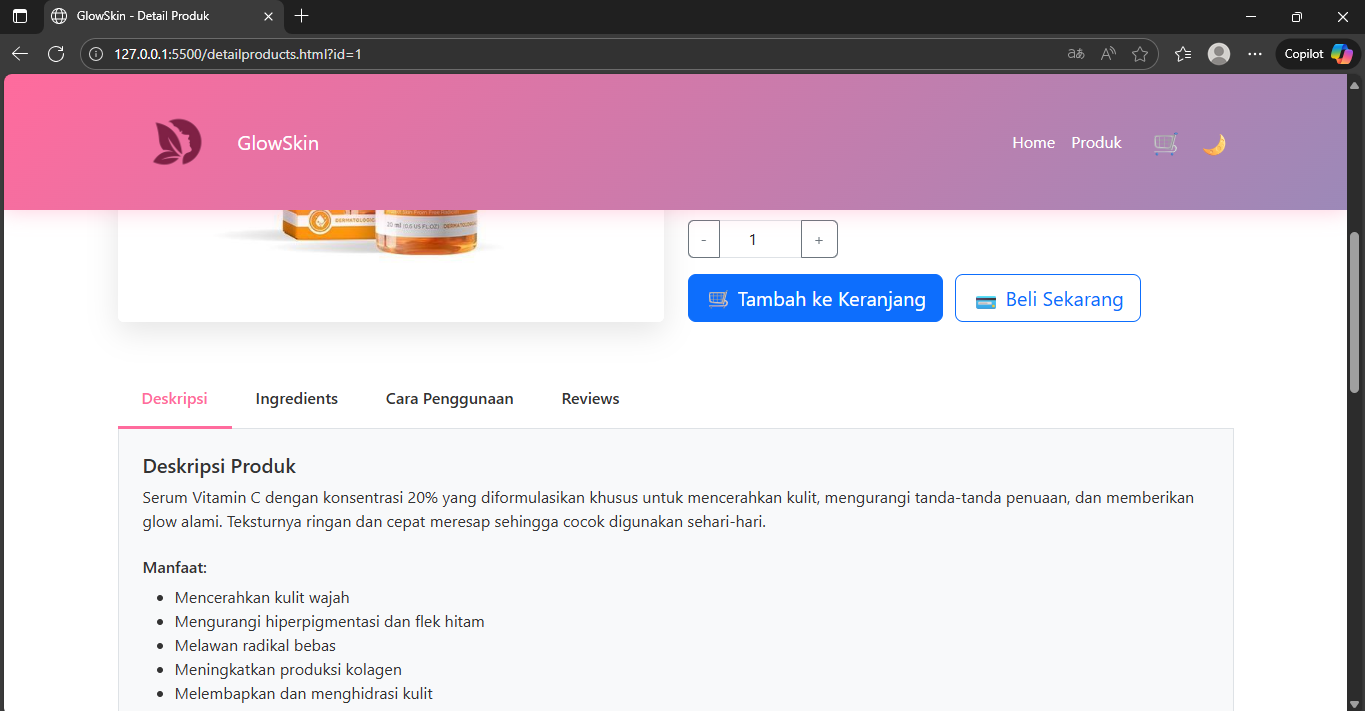 GlowSkin - Detail Produk
127.0.0.1:5500/detailproducts.html?id=1
Copilot
GlowSkin
Home Produk
20 ml (0.6 US FL.OZ)
- 1 +
Tambah ke Keranjang
Beli Sekarang
Deskripsi Ingredients Cara Penggunaan Reviews
Deskripsi Produk
Serum Vitamin C dengan konsentrasi 20% yang diformulasikan khusus untuk mencerahkan kulit, mengurangi tanda-tanda penuaan, dan memberikan
glow alami. Teksturnya ringan dan cepat meresap sehingga cocok digunakan sehari-hari.
Manfaat:
• Mencerahkan kulit wajah
• Mengurangi hiperpigmentasi dan flek hitam
• Melawan radikal bebas
• Meningkatkan produksi kolagen
• Melembapkan dan menghidrasi kulit